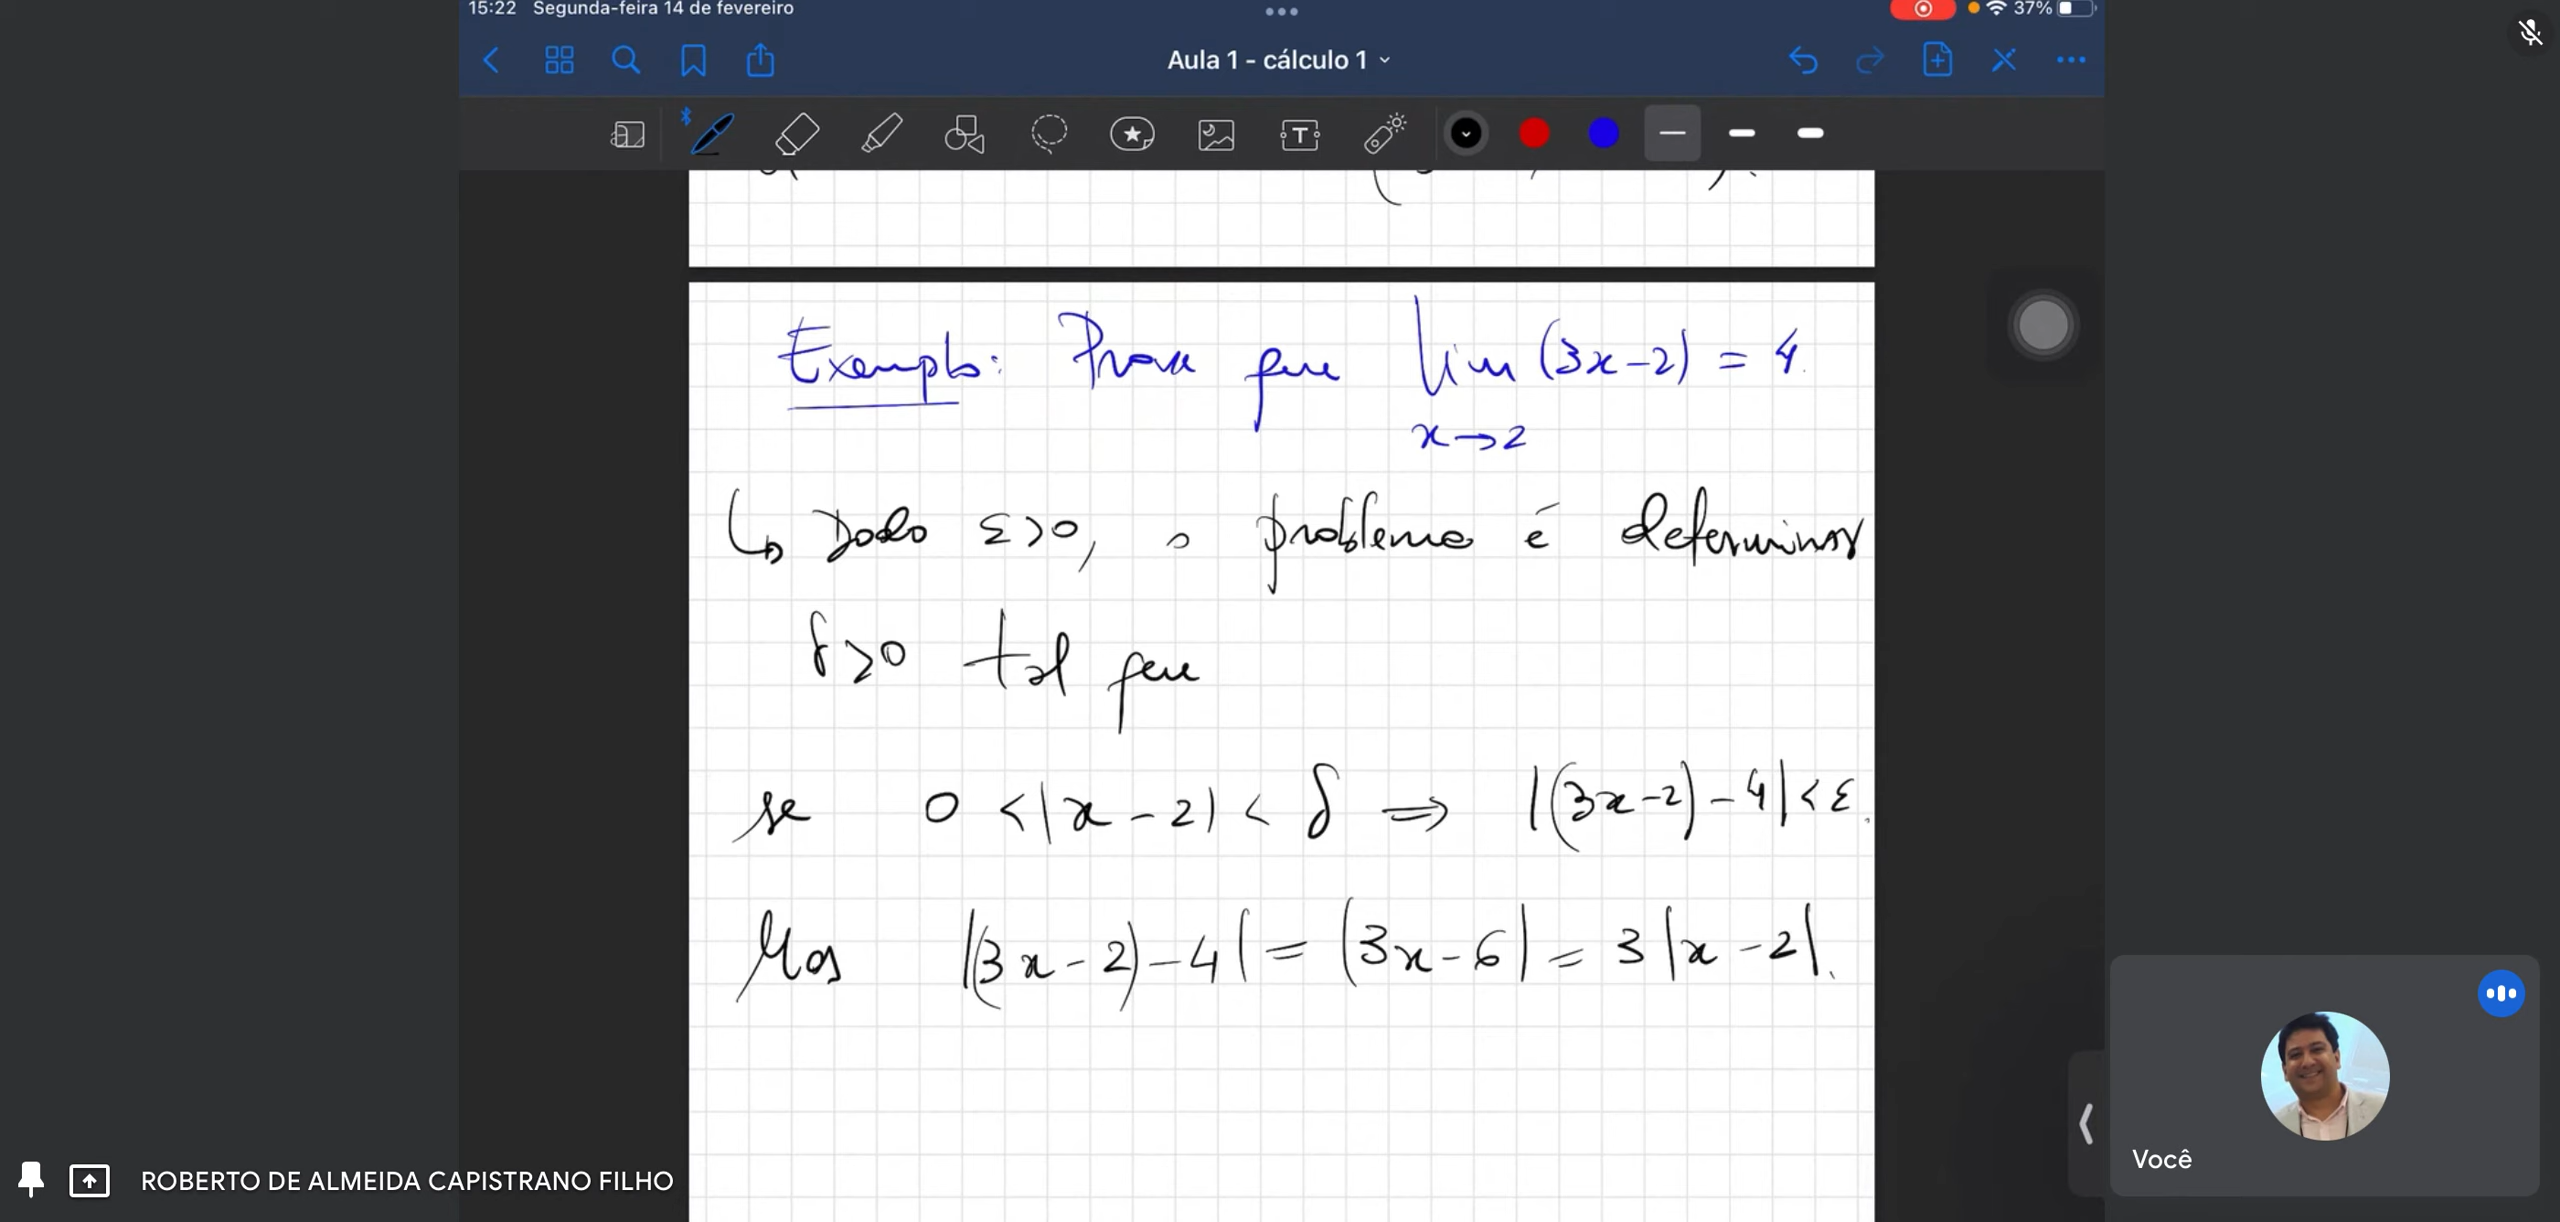 15:22 Segunda-feira 14 de fevereiro
37%
Aula 1 - cálculo 1
Exemplo: Prove que lim (3x-2) = 4.
x→2
↳ Dado ε>0, o problema é determinar
δ>0 tal que
se 0 <|x-2| < δ ⇒ |(3x-2)-4|<ε.
Mas |(3x-2)-4| = |3x-6| = 3|x-2|.
Você
ROBERTO DE ALMEIDA CAPISTRANO FILHO